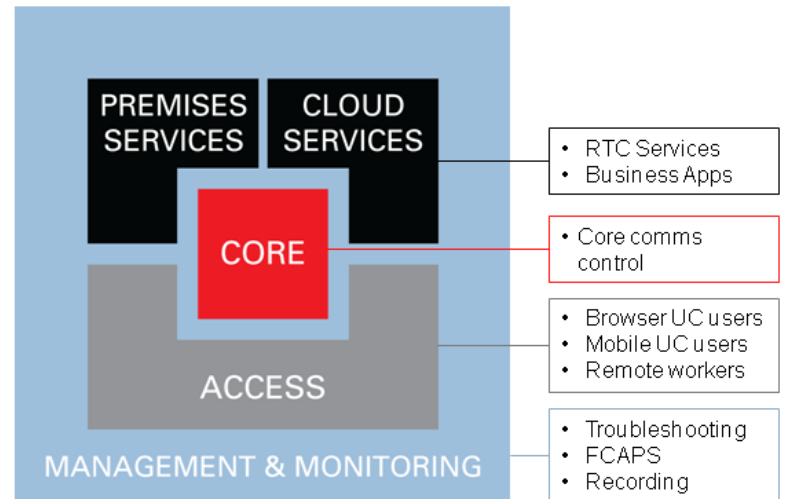 PREMISES
SERVICES
CLOUD
SERVICES
CORE
ACCESS
MANAGEMENT & MONITORING
• RTC Services
• Business Apps
• Core comms
control
• Browser UC users
• Mobile UC users
• Remote workers
• Troubleshooting
• FCAPS
• Recording